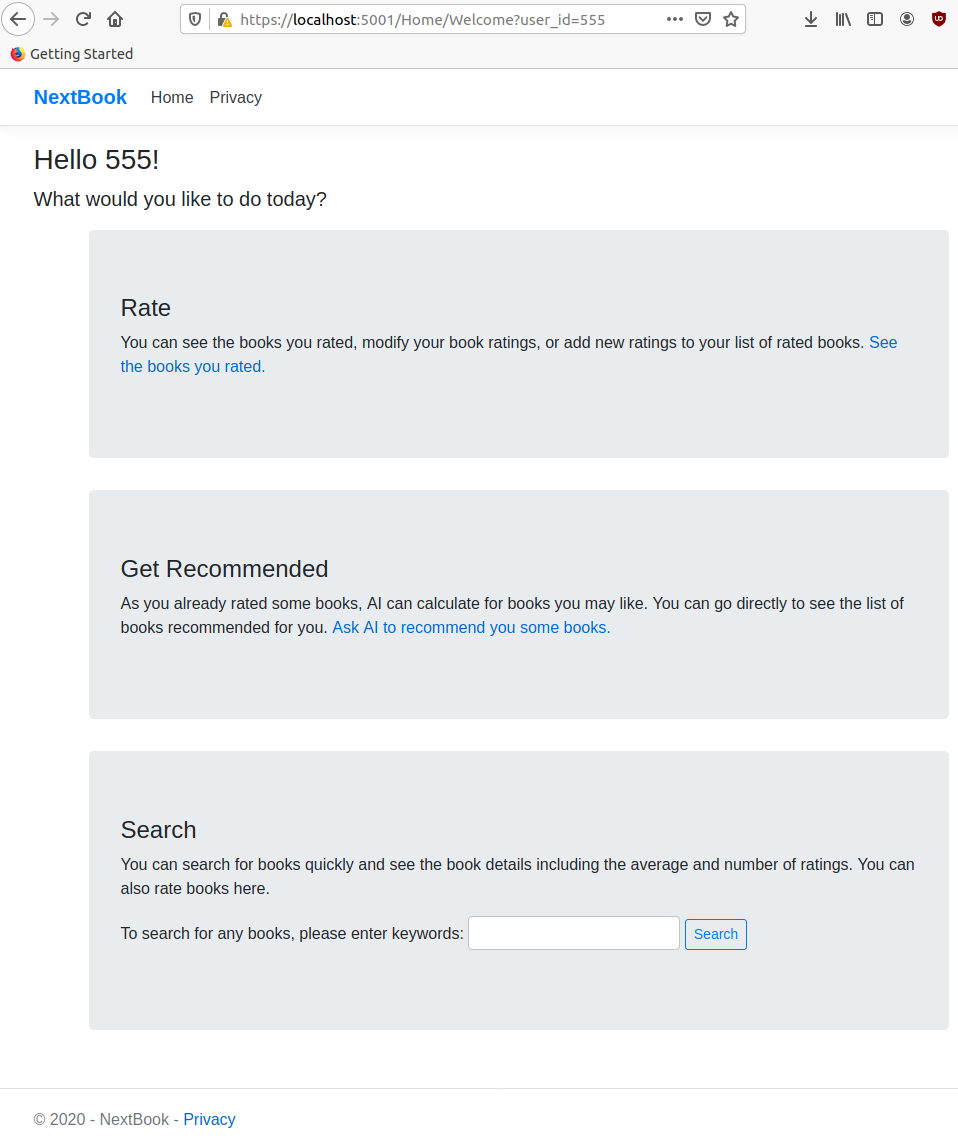 https://localhost:5001/Home/Welcome?user_id=555
Getting Started
NextBook Home Privacy
Hello 555!
What would you like to do today?
Rate
You can see the books you rated, modify your book ratings, or add new ratings to your list of rated books. See
the books you rated.
Get Recommended
As you already rated some books, AI can calculate for books you may like. You can go directly to see the list of
books recommended for you. Ask AI to recommend you some books.
Search
You can search for books quickly and see the book details including the average and number of ratings. You can
also rate books here.
To search for any books, please enter keywords: Search
© 2020 - NextBook - Privacy